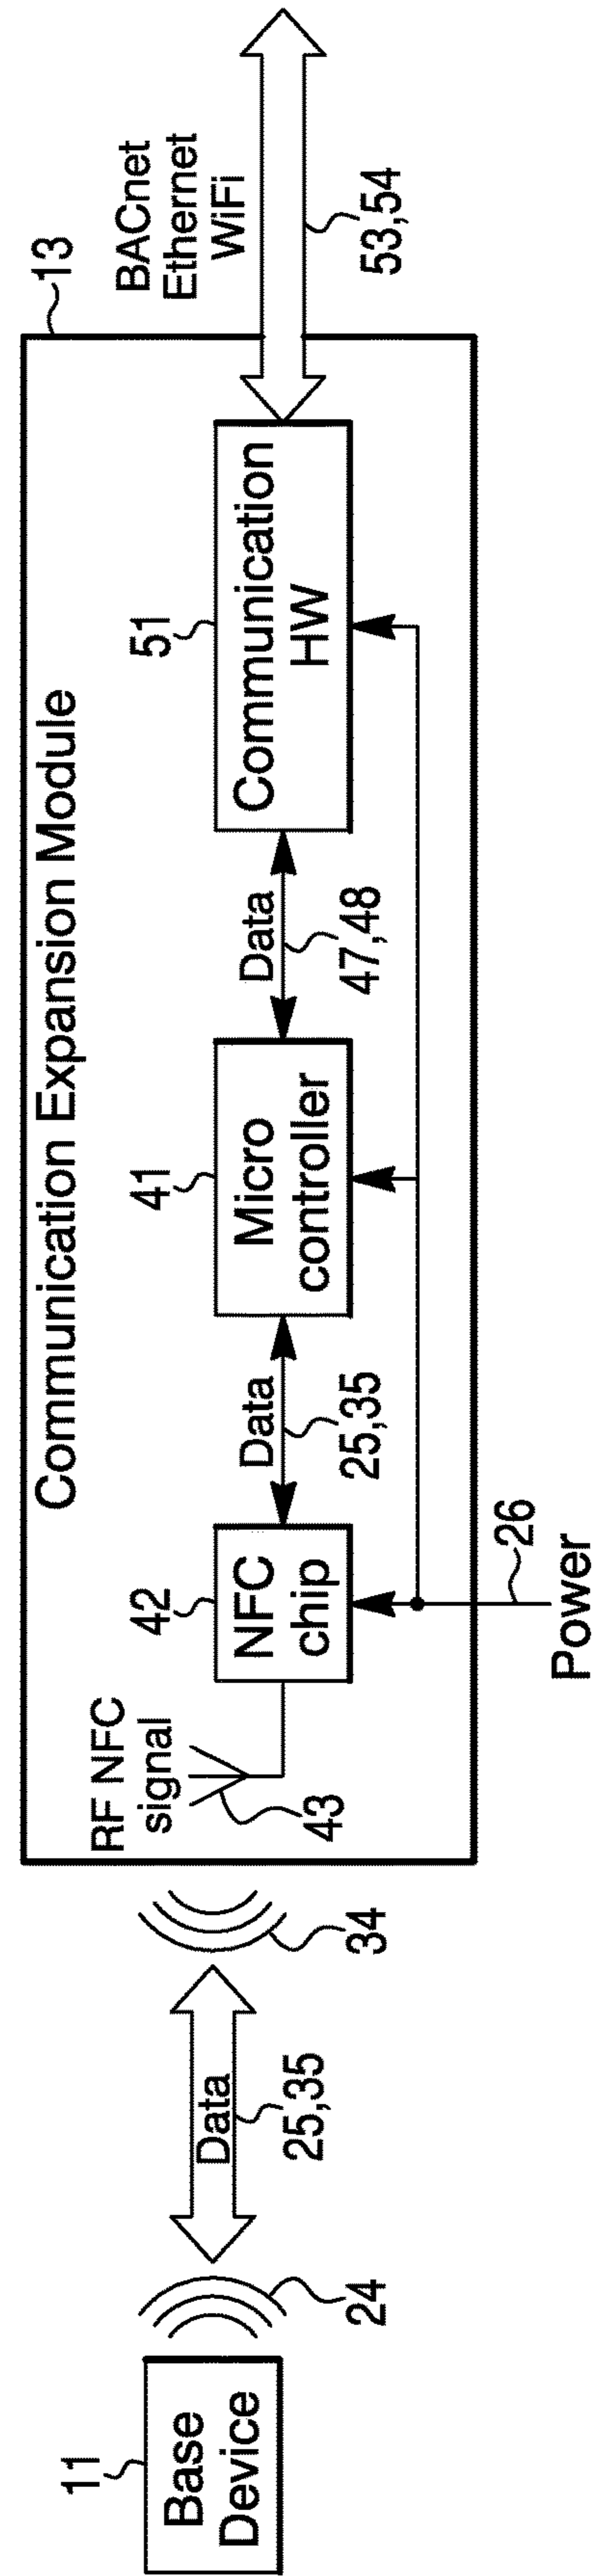 Communication Expansion Module
13
11
Base
Device
24
Data
25,35
34
RF NFC
signal
43
42
NFC
chip
Data
25,35
41
Micro
controller
Data
47,48
51
Communication
HW
BACnet
Ethernet
WiFi
53,54
26
Power